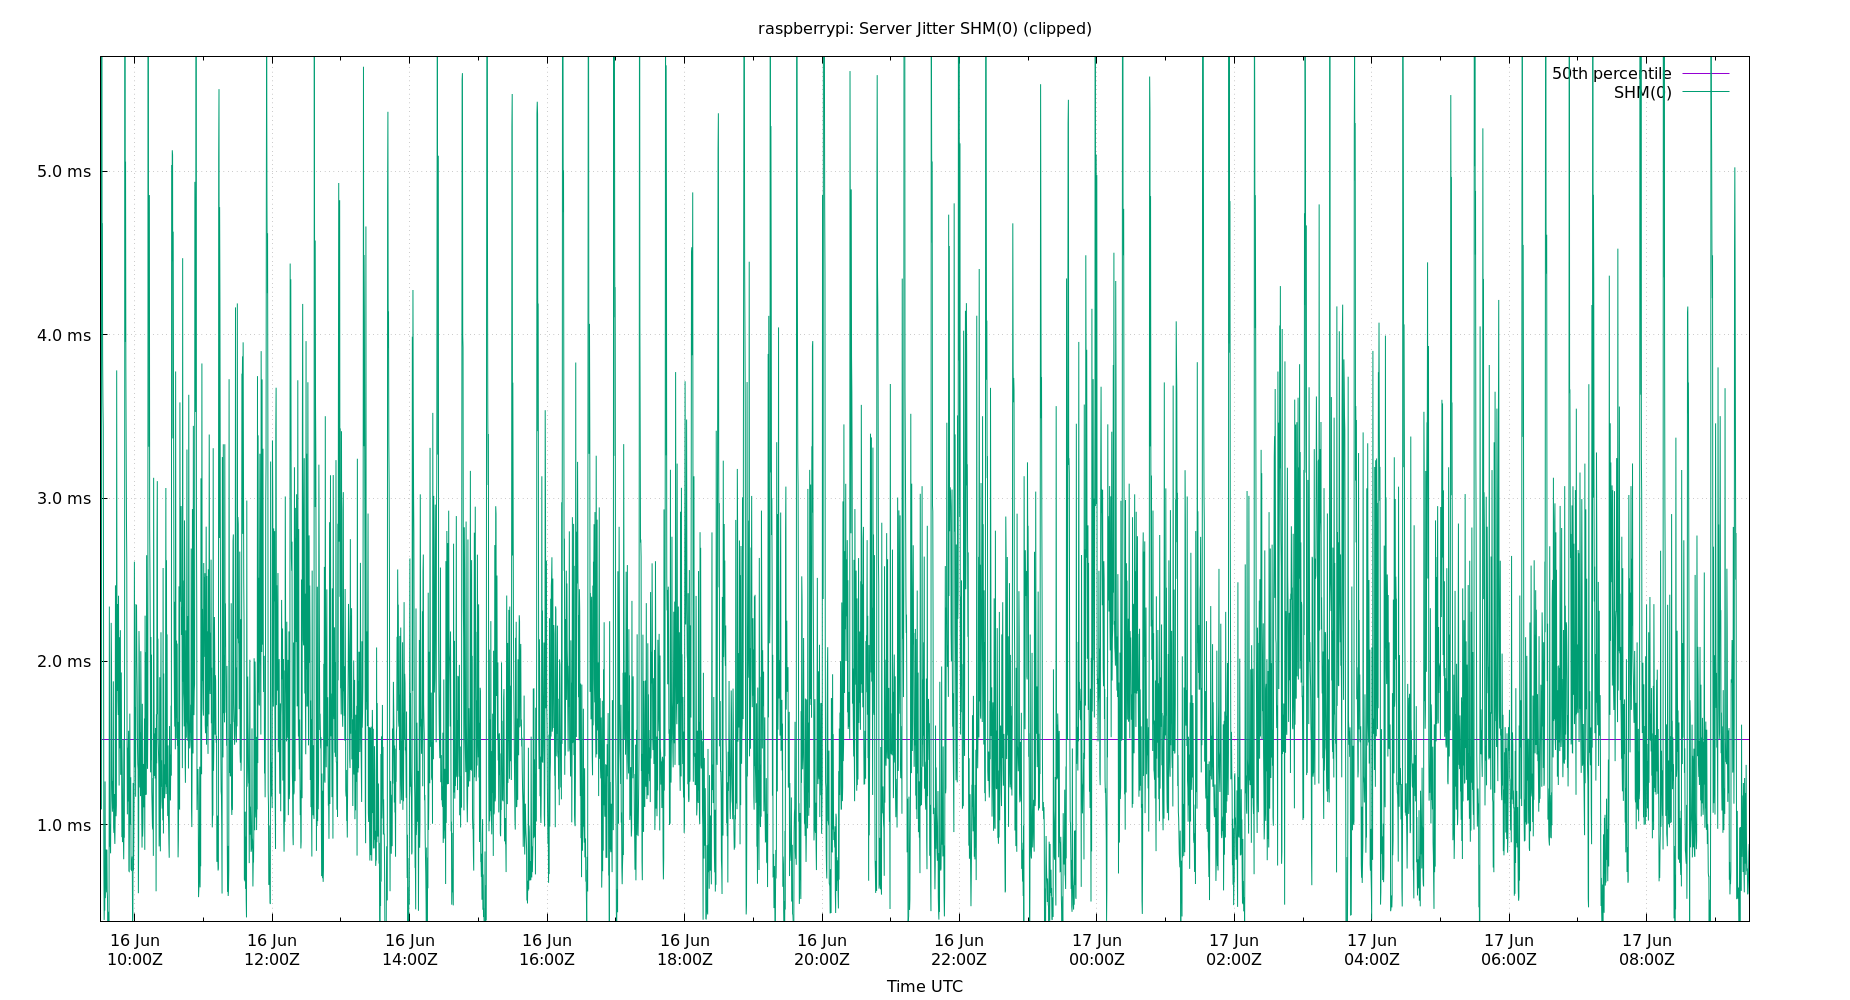 raspberrypi: Server Jitter SHM(0) (clipped)
50th percentile
SHM(0)
5.0 ms
4.0 ms
3.0 ms
2.0 ms
1.0 ms
16 Jun 16 Jun 16 Jun 16 Jun 16 Jun 16 Jun 16 Jun 17 Jun 17 Jun 17 Jun 17 Jun 17 Jun
10:00Z 12:00Z 14:00Z 16:00Z 18:00Z 20:00Z 22:00Z 00:00Z 02:00Z 04:00Z 06:00Z 08:00Z
Time UTC